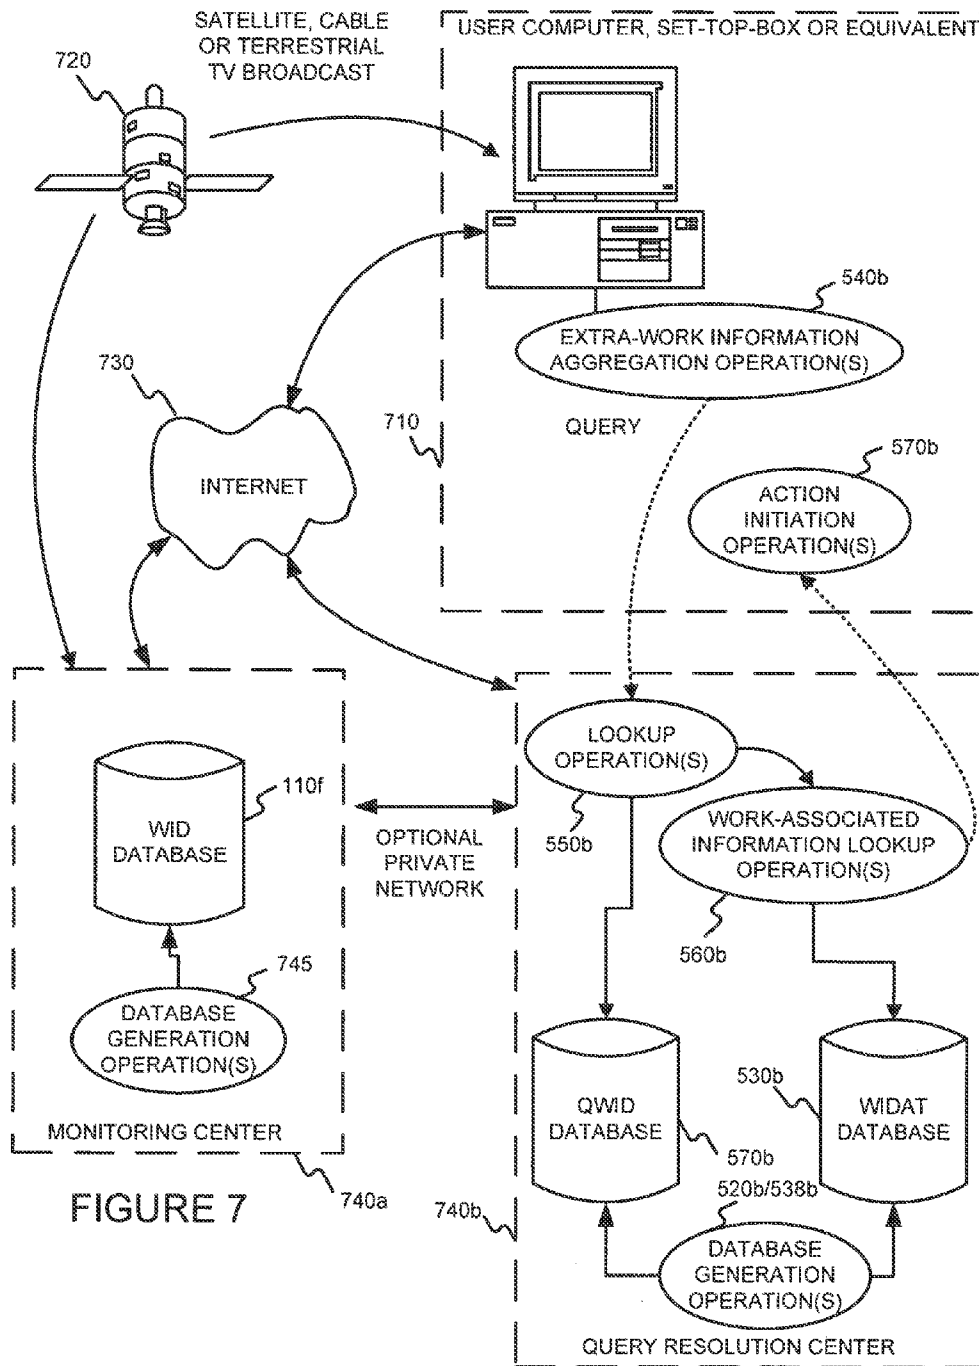 SATELLITE, CABLE
OR TERRESTRIAL
TV BROADCAST
720
USER COMPUTER, SET-TOP-BOX OR EQUIVALENT
540b
EXTRA-WORK INFORMATION
AGGREGATION OPERATION(S)
730
710
QUERY
INTERNET
570b
ACTION
INITIATION
OPERATION(S)
LOOKUP
OPERATION(S)
550b
110f
WID
DATABASE
OPTIONAL
PRIVATE
NETWORK
WORK-ASSOCIATED
INFORMATION LOOKUP
OPERATION(S)
560b
745
DATABASE
GENERATION
OPERATION(S)
MONITORING CENTER
740a
FIGURE 7
QWID
DATABASE
570b
530b
WIDAT
DATABASE
520b/538b
740b
DATABASE
GENERATION
OPERATION(S)
QUERY RESOLUTION CENTER